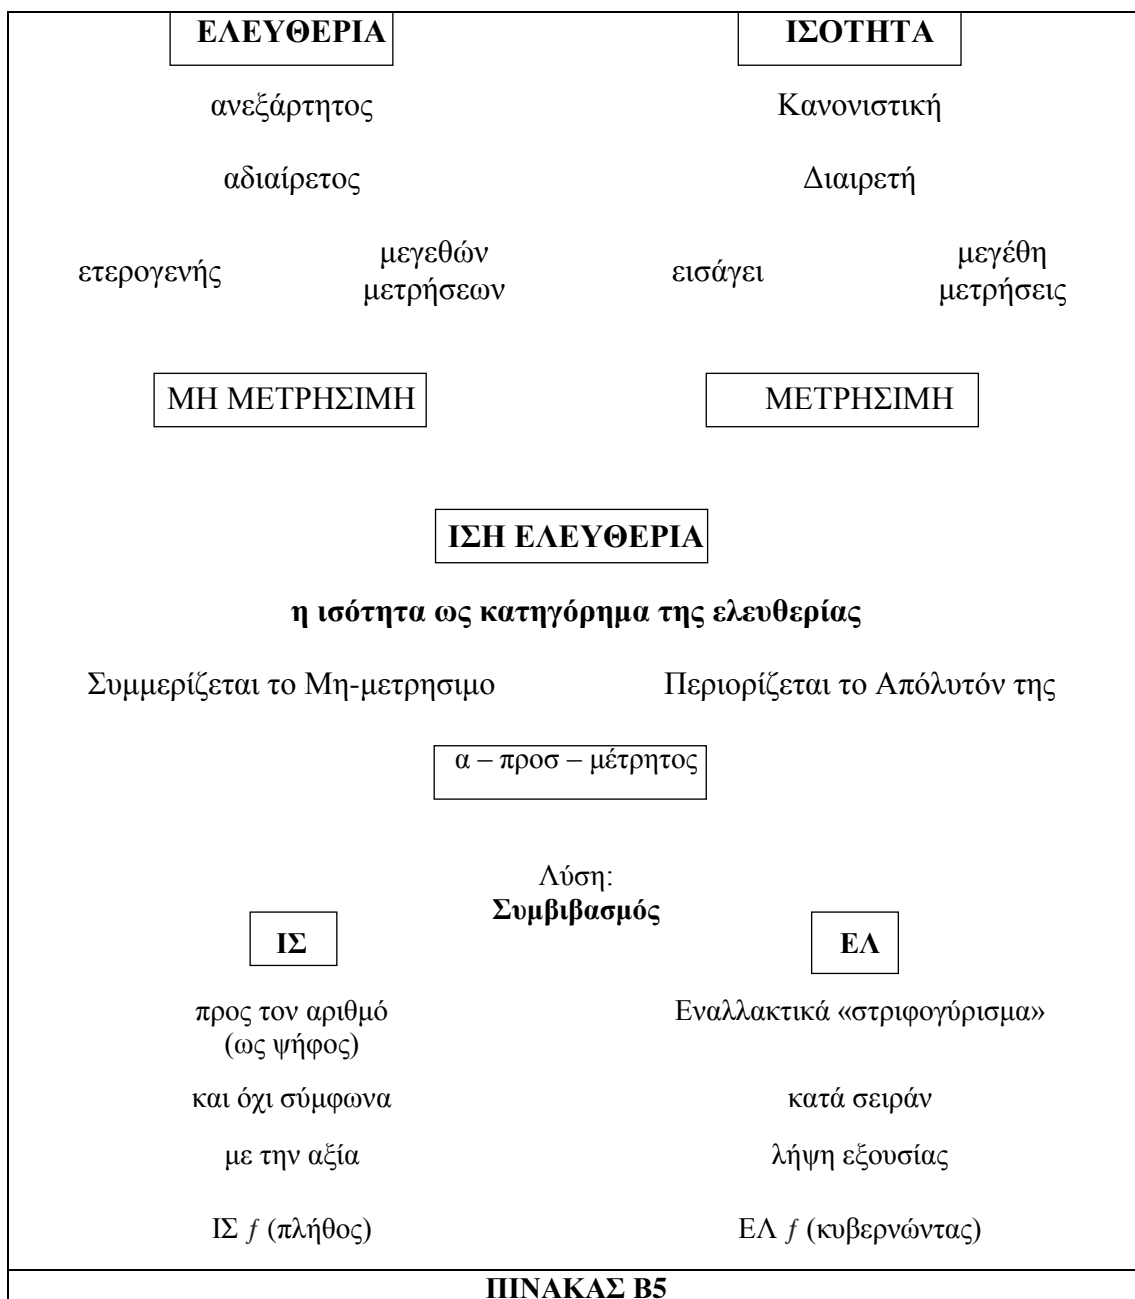 ΕΛΕΥΘΕΡΙΑ ΙΣΟΤΗΤΑ
ανεξάρτητος Κανονιστική
αδιαίρετος Διαιρετή
ετερογενής μεγεθών μετρήσεων εισάγει μεγέθη μετρήσεις
ΜΗ ΜΕΤΡΗΣΙΜΗ ΜΕΤΡΗΣΙΜΗ
ΙΣΗ ΕΛΕΥΘΕΡΙΑ
η ισότητα ως κατηγόρημα της ελευθερίας
Συμμερίζεται το Μη-μετρησιμο Περιορίζεται το Απόλυτόν της
α – προσ – μέτρητος
Λύση:
Συμβιβασμός
ΙΣ ΕΛ
προς τον αριθμό Εναλλακτικά «στριφογύρισμα»
(ως ψήφος)
και όχι σύμφωνα κατά σειράν
με την αξία λήψη εξουσίας
ΙΣ ƒ (πλήθος) ΕΛ ƒ (κυβερνώντας)
ΠΙΝΑΚΑΣ Β5